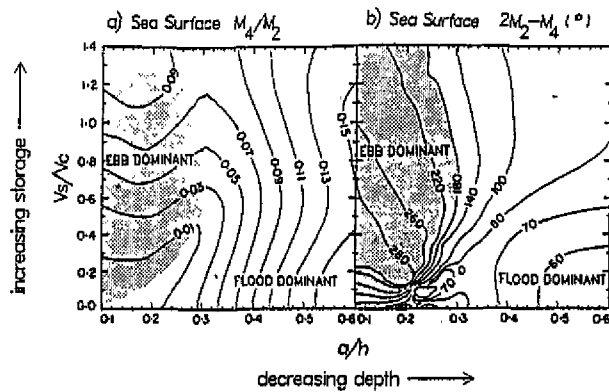 a) Sea Surface M4/M2
b) Sea Surface 2M2-M4 (°)
increasing storage
Vs/Vc
1·4
1·2
1·0
0·8
0·6
0·4
0·2
0·0
0·09
0·07
0·05
0·03
0·01
0·09
0·11
0·13
EBB DOMINANT
FLOOD DOMINANT
0·15
EBB DOMINANT
220
180
140
100
260
280
80
70
60
70
0
FLOOD DOMINANT
0·1 0·2 0·3 0·4 0·5 0·6
0·1 0·2 0·3 0·4 0·5 0·6
a/h
decreasing depth